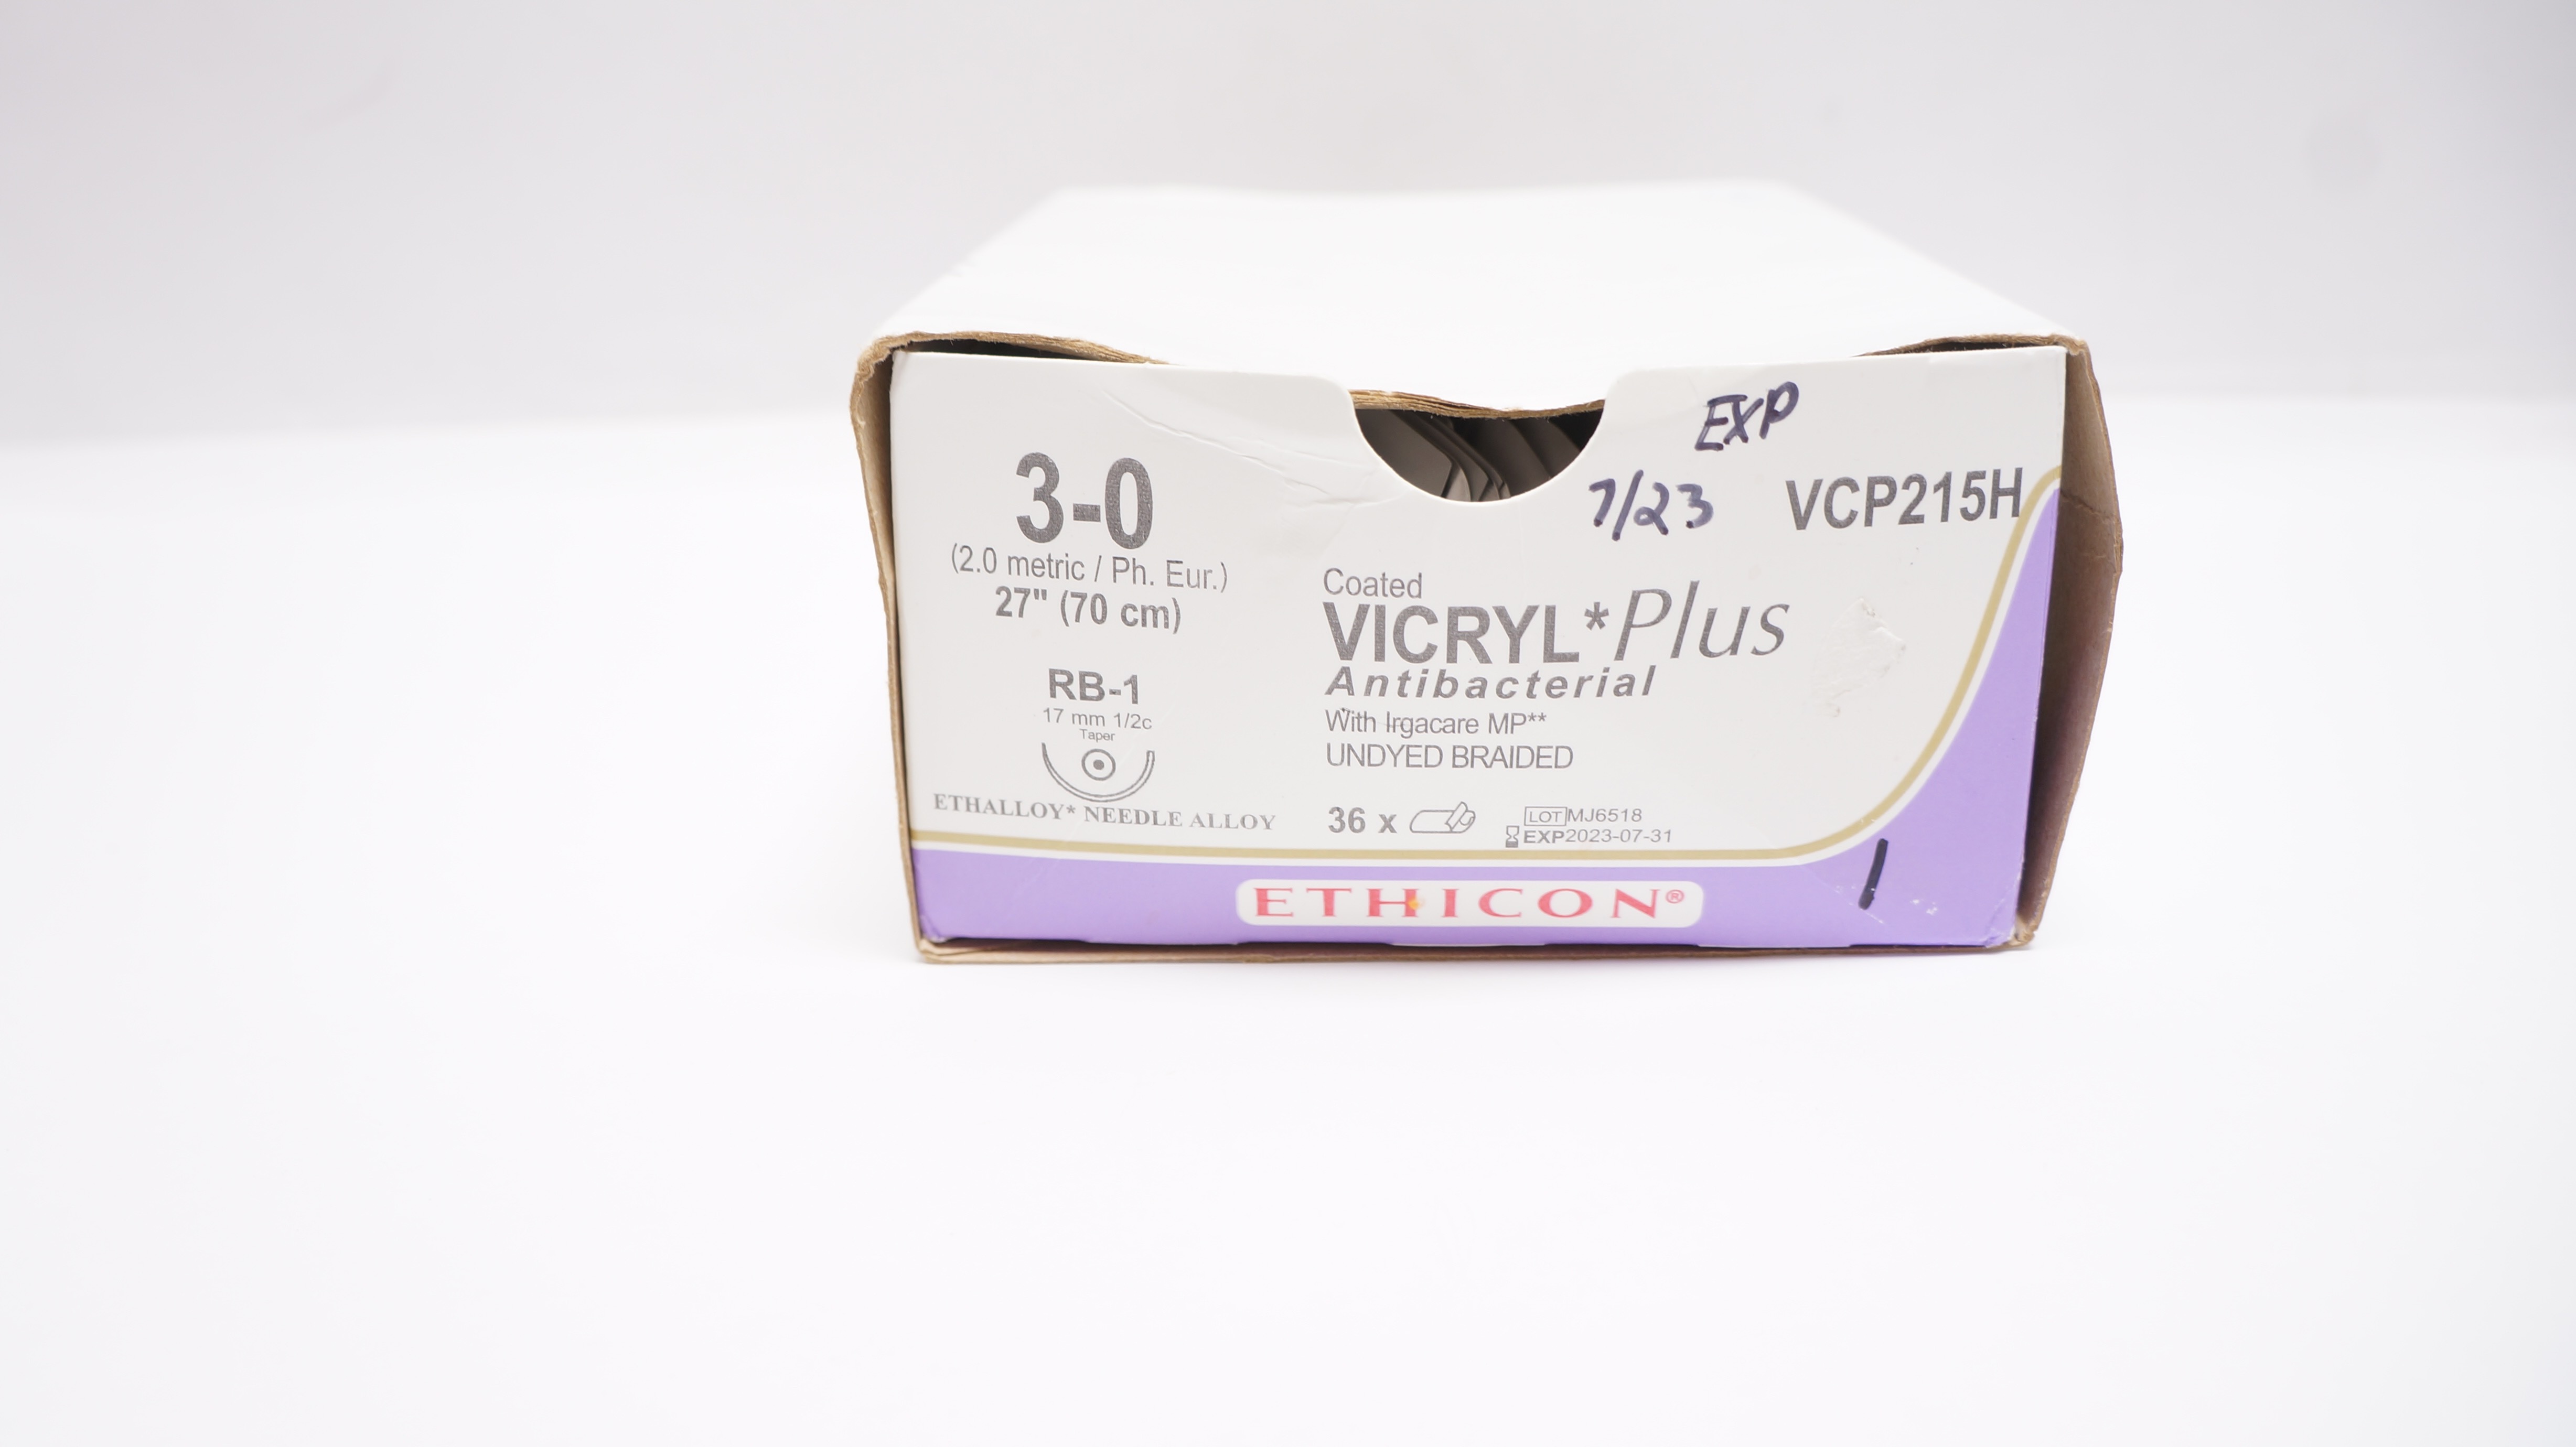 EXP
7/23
VCP215H
3-0
(2.0 metric / Ph. Eur.)
27" (70 cm)
RB-1
17 mm 1/2c
Taper
ETHALLOY* NEEDLE ALLOY
Coated
VICRYL*Plus
Antibacterial
With Irgacare MP**
UNDYED BRAIDED
36 x
LOT MJ6518
EXP 2023-07-31
ETHICON®